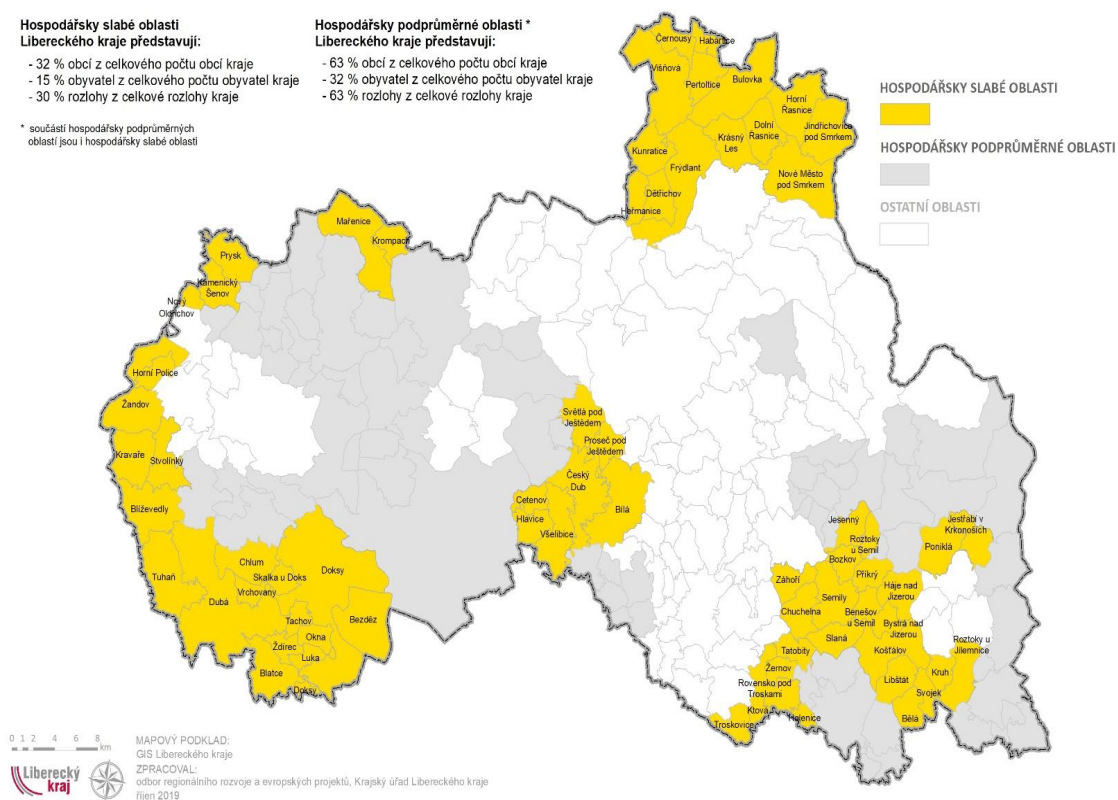 Hospodářsky slabé oblasti
Libereckého kraje představují:
- 32 % obcí z celkového počtu obcí kraje
- 15 % obyvatel z celkového počtu obyvatel kraje
- 30 % rozlohy z celkové rozlohy kraje
* součástí hospodářsky podprůměrných
oblastí jsou i hospodářsky slabé oblasti
Hospodářsky podprůměrné oblasti *
Libereckého kraje představují:
- 63 % obcí z celkového počtu obcí kraje
- 32 % obyvatel z celkového počtu obyvatel kraje
- 63 % rozlohy z celkové rozlohy kraje
HOSPODÁŘSKY SLABÉ OBLASTI
HOSPODÁŘSKY PODPRŮMĚRNÉ OBLASTI
OSTATNÍ OBLASTI
Černousy
Habartice
Višňová
Pertoltice
Bulovka
Horní
Řasnice
Jindřichovice
pod Smrkem
Dolní
Řasnice
Krásný
Les
Kunratice
Frýdlant
Nové Město
pod Smrkem
Dětřichov
Heřmanice
Mařenice
Krompach
Prysk
Kamenický
Šenov
Nový
Oldřichov
Horní Police
Žandov
Kravaře
Stvolínky
Blíževedly
Tuhaň
Dubá
Chlum
Skalka u Doks
Vrchovany
Doksy
Bezděz
Tachov
Okna
Ždírec
Luka
Blatce
Doksy
Světlá pod
Ještědem
Proseč pod
Ještědem
Český
Dub
Cetenov
Hlavice
Bílá
Všelibice
Jesenný
Roztoky
u Semil
Bozkov
Jestřabí v
Krkonoších
Poniklá
Záhoří
Příkrý
Háje nad
Jizerou
Semily
Chuchelna
Benešov
u Semil
Bystrá nad
Jizerou
Slaná
Tatobity
Košťálov
Roztoky u
Jilemnice
Žernov
Libštát
Kruh
Rovensko pod
Troskami
Svojek
Ktová
Bělá
Troskovice
Holenice
0 1 2 4 6 8
km
MAPOVÝ PODKLAD:
GIS Libereckého kraje
ZPRACOVAL:
odbor regionálního rozvoje a evropských projektů, Krajský úřad Libereckého kraje
říjen 2019
Liberecký
kraj